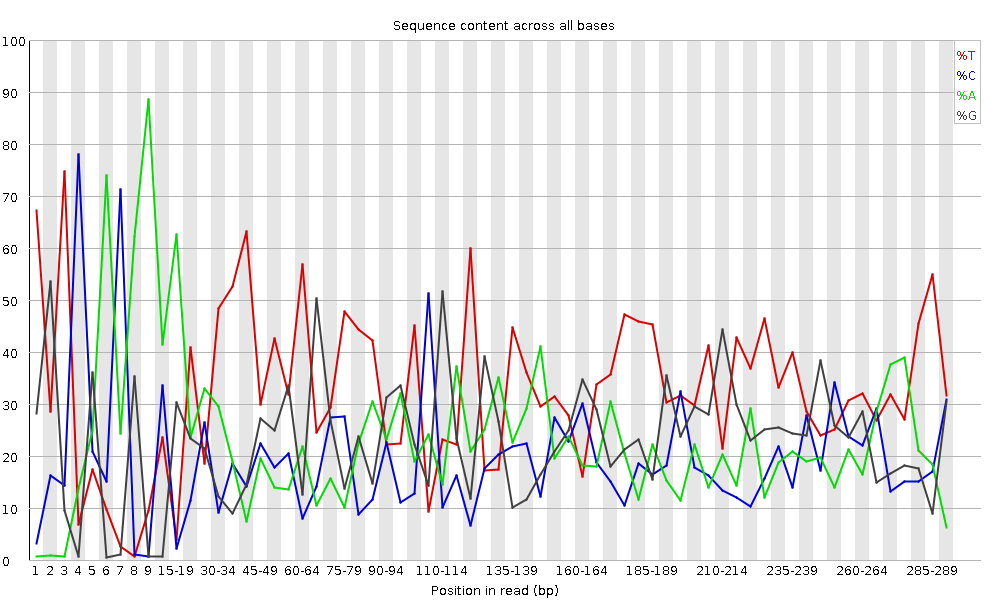 Sequence content across all bases
100
90
80
70
60
50
40
30
20
10
0
%T
%C
%A
%G
1 2 3 4 5 6 7 8 9 15-19 30-34 45-49 60-64 75-79 90-94 110-114 135-139 160-164 185-189 210-214 235-239 260-264 285-289
Position in read (bp)